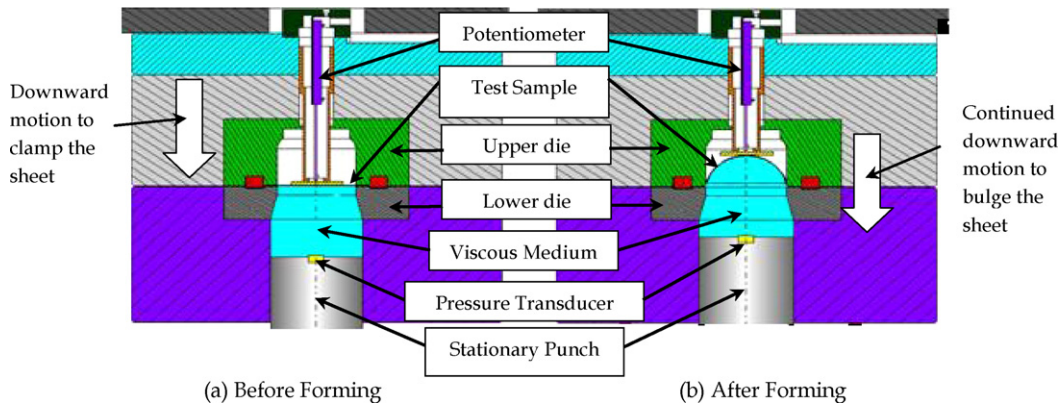 Potentiometer
Test Sample
Upper die
Lower die
Viscous Medium
Pressure Transducer
Stationary Punch
Downward
motion to
clamp the
sheet
Continued
downward
motion to
bulge the
sheet
(a) Before Forming
(b) After Forming